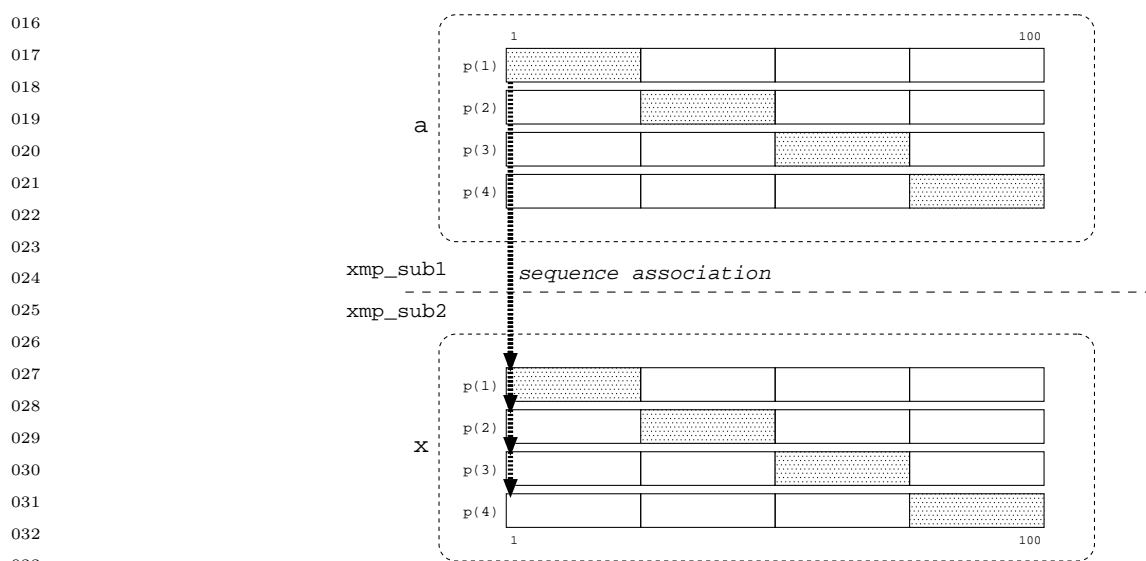 016
1 100
017
p(1)
018
p(2)
019
a
020
p(3)
021
p(4)
022
023
024
xmp_sub1 sequence association
025
xmp_sub2
026
027
p(1)
028
p(2)
029
x
030
p(3)
031
p(4)
032
1 100